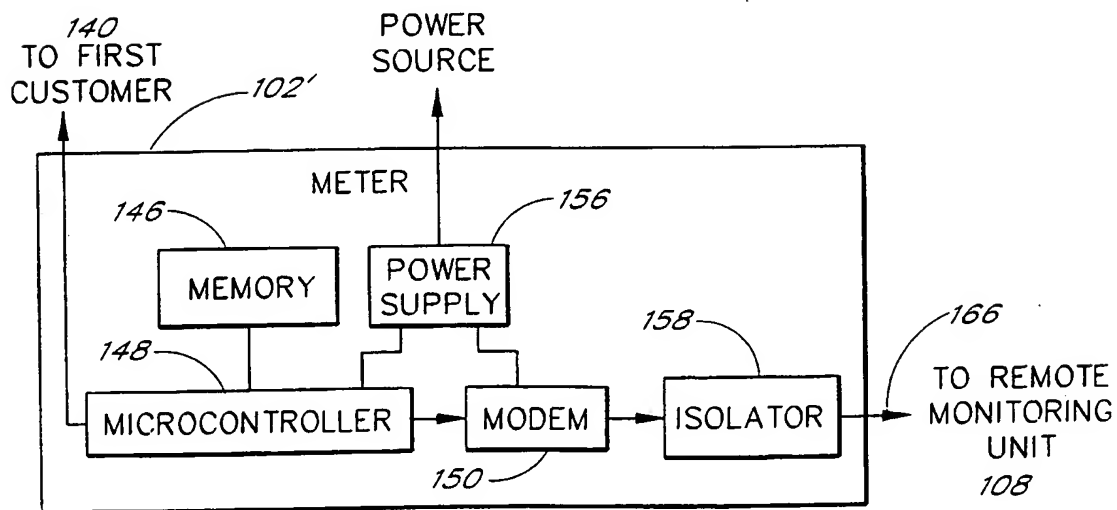 140
TO FIRST
CUSTOMER
102'
POWER
SOURCE
METER
146
MEMORY
156
POWER
SUPPLY
148
MICROCONTROLLER
MODEM
150
158
ISOLATOR
166
TO REMOTE
MONITORING
UNIT
108